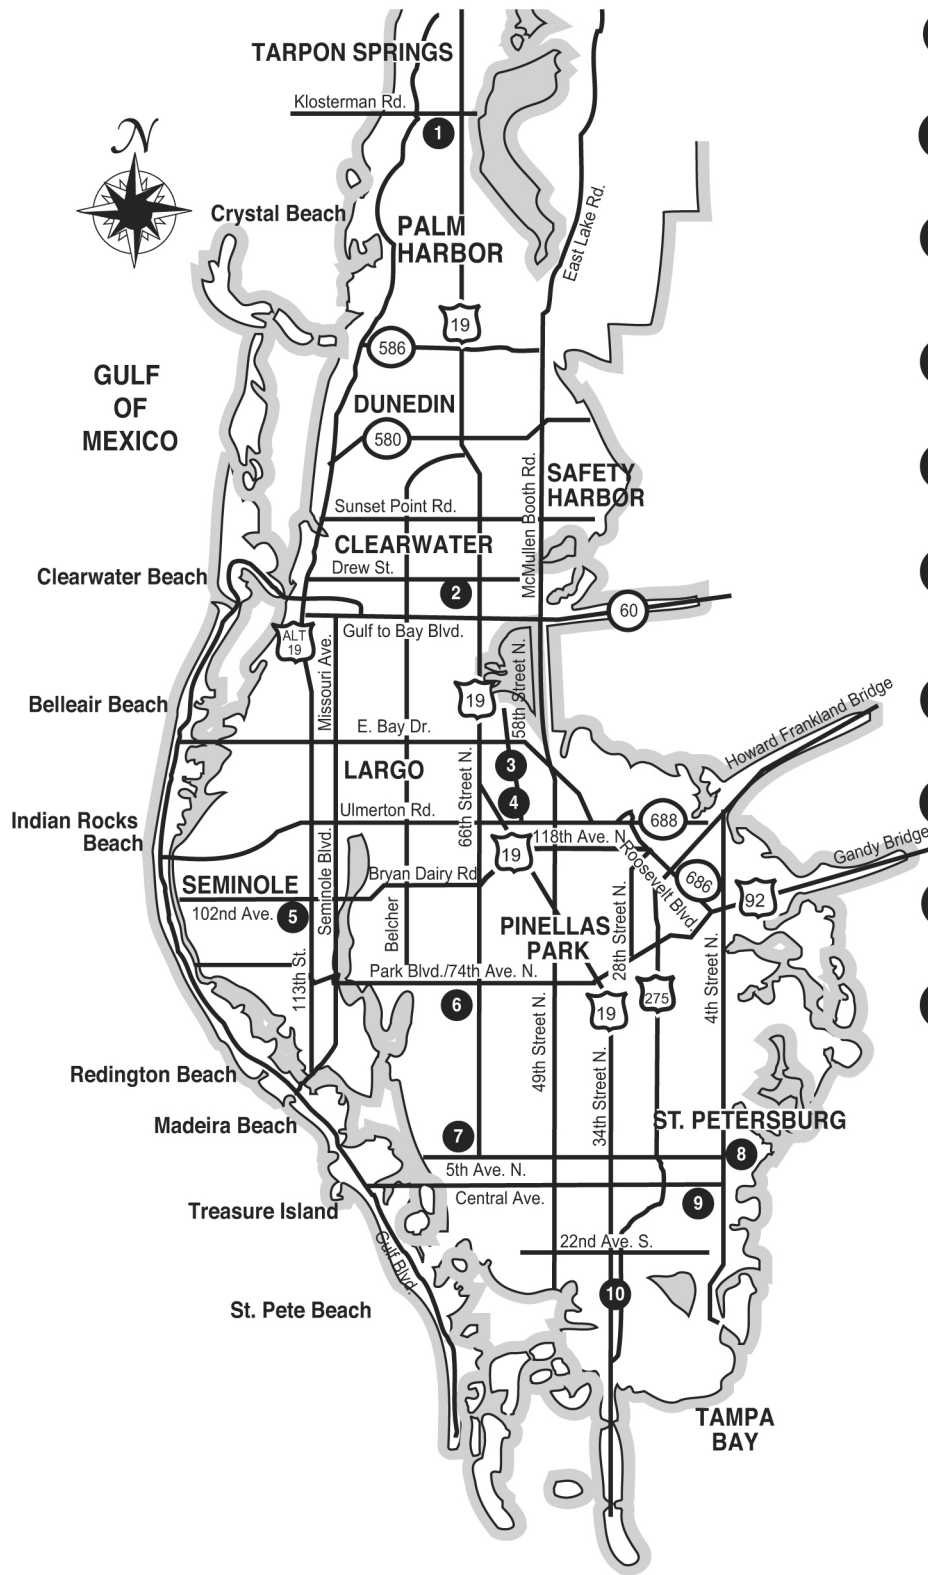 TARPON SPRINGS
Klosterman Rd.
1
N
Crystal Beach
PALM
HARBOR
East Lake Rd.
19
586
GULF
OF
MEXICO
DUNEDIN
580
SAFETY
HARBOR
McMullen Booth Rd.
Sunset Point Rd.
CLEARWATER
Drew St.
Clearwater Beach
2
60
Gulf to Bay Blvd.
ALT
19
Missouri Ave.
58th Street N.
19
Belleair Beach
Howard Frankland Bridge
E. Bay Dr.
LARGO
3
66th Street N.
4
Ulmerton Rd.
688
Indian Rocks
Beach
118th Ave. N.
19
Gandy Bridge
Roosevelt Blvd.
Seminole Blvd.
Bryan Dairy Rd.
686
SEMINOLE
92
102nd Ave.
5
Belcher
PINELLAS
PARK
28th Street N.
Park Blvd./74th Ave. N.
113th St.
4th Street N.
6
19
275
49th Street N.
34th Street N.
Redington Beach
Madeira Beach
ST. PETERSBURG
7
8
5th Ave. N.
Central Ave.
9
Treasure Island
22nd Ave. S.
Gulf Blvd.
10
St. Pete Beach
TAMPA
BAY